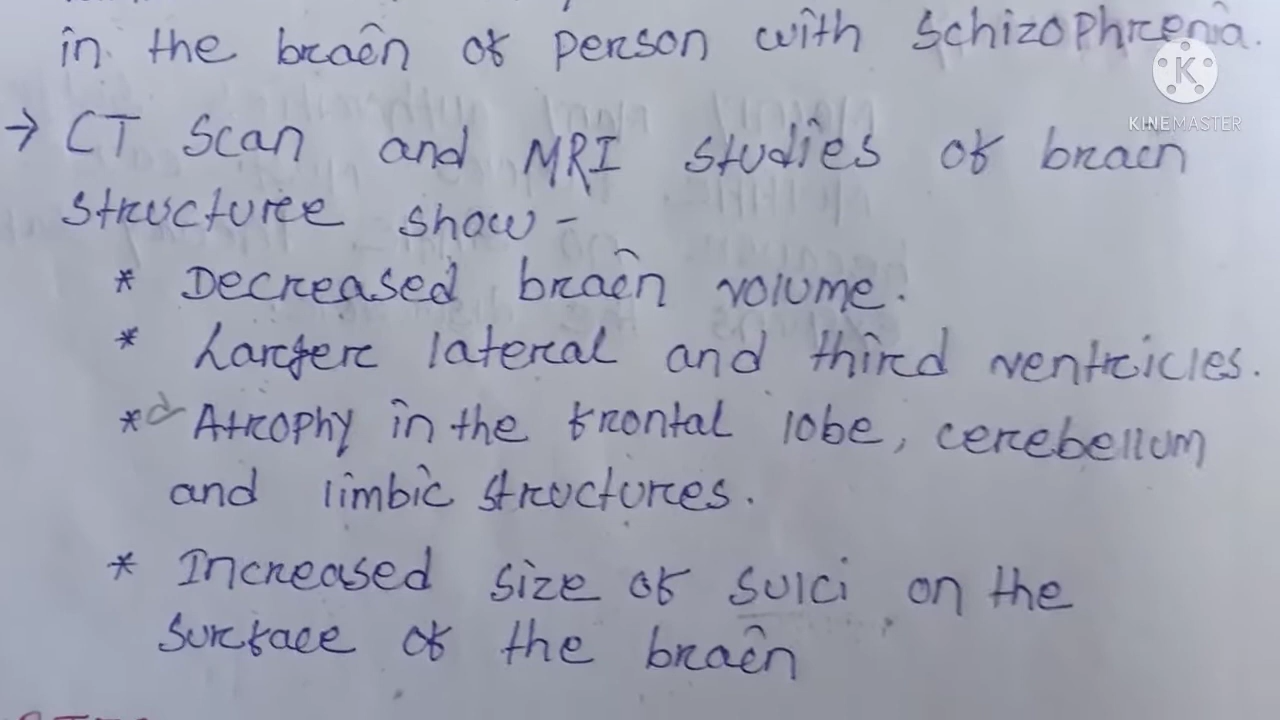 in the brain of person with Schizophrenia.
K
KINEMASTER
→ CT Scan and MRI studies of brain
structure show -
* Decreased brain volume.
* Larger lateral and third ventricles.
* Atrophy in the frontal lobe, cerebellum
and limbic structures.
* Increased size of sulci on the
surface of the brain